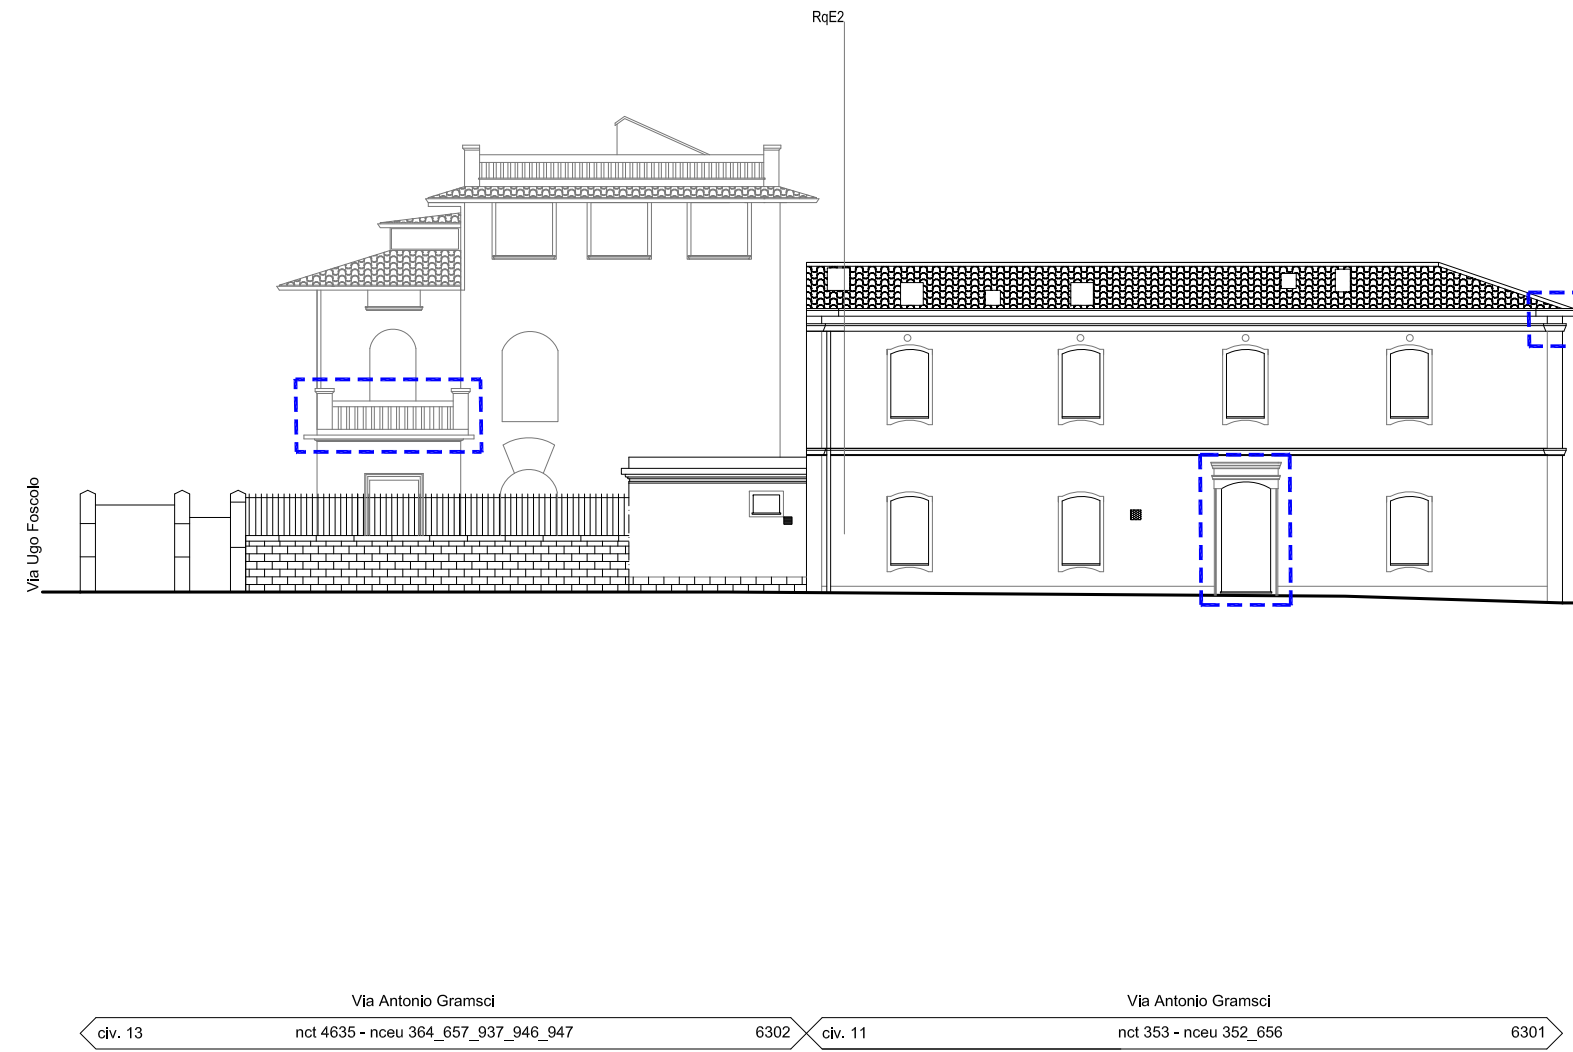 RqE2
Via Ugo Foscolo
Via Antonio Gramsci
Via Antonio Gramsci
civ. 13 nct 4635 - nceu 364_657_937_946_947 6302
civ. 11 nct 353 - nceu 352_656 6301